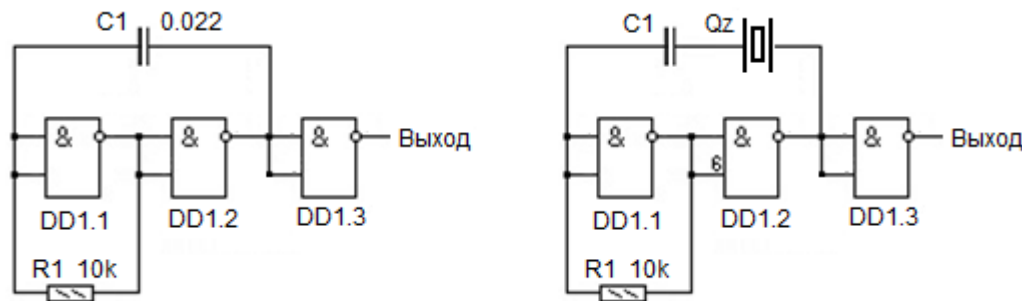 C1 0.022
& & &
Выход
DD1.1 DD1.2 DD1.3
R1 10k
C1 Qz
& & &
6
Выход
DD1.1 DD1.2 DD1.3
R1 10k